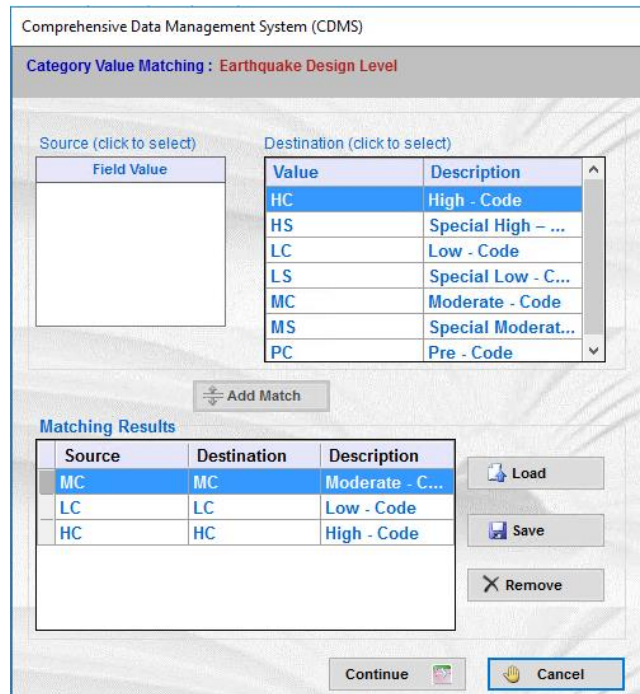 Comprehensive Data Management System (CDMS)
Category Value Matching : Earthquake Design Level
Source (click to select)
Field Value
Destination (click to select)
Value Description
HC High - Code
HS Special High – ...
LC Low - Code
LS Special Low - C...
MC Moderate - Code
MS Special Moderat...
PC Pre - Code
Add Match
Matching Results
Source Destination Description
MC MC Moderate - C...
LC LC Low - Code
HC HC High - Code
Load
Save
Remove
Continue
Cancel